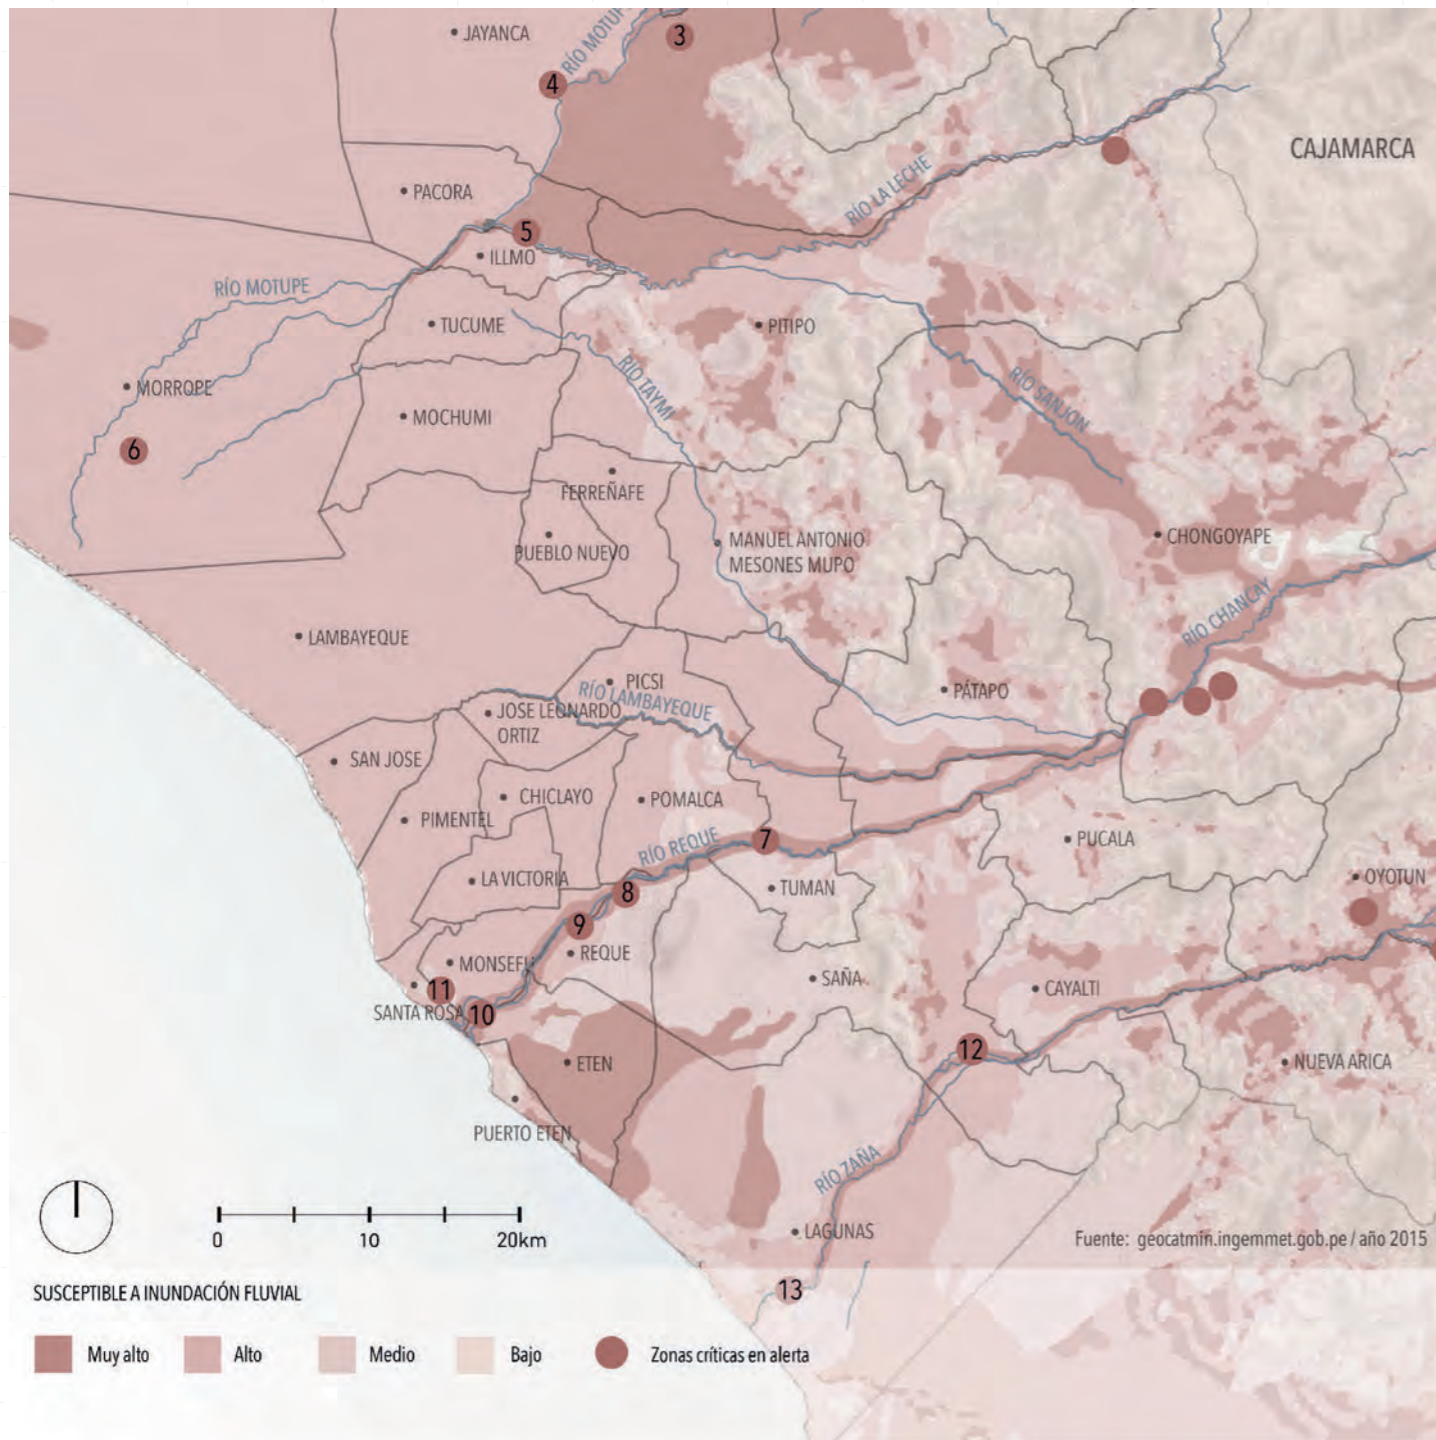 JAYANCA
RÍO MOTUPE
3
4
CAJAMARCA
PACORA
RÍO LA LECHE
5
ILLMO
RÍO MOTUPE
TUCUME
PITIPO
RÍO TAYMI
RÍO SANJON
MORROPE
MOCHUMI
6
FERREÑAFE
PUEBLO NUEVO
MANUEL ANTONIO
MESONES MUPO
CHONGOYAPE
RÍO CHANCAY
LAMBAYEQUE
PICSI
RÍO LAMBAYEQUE
PÁTAPO
JOSE LEONARDO
ORTIZ
SAN JOSE
CHICLAYO
POMALCA
PIMENTEL
RÍO REQUE
7
PUCALA
LA VICTORIA
8
TUMAN
OYOTUN
9
REQUE
MONSEFU
SAÑA
CAYALTI
11
SANTA ROSA
10
12
ETEN
NUEVA ARICA
PUERTO ETEN
RÍO ZAÑA
LAGUNAS
13
0
10
20km
Fuente: geocatmin.ingemmet.gob.pe / año 2015
SUSCEPTIBLE A INUNDACIÓN FLUVIAL
Muy alto
Alto
Medio
Bajo
Zonas críticas en alerta